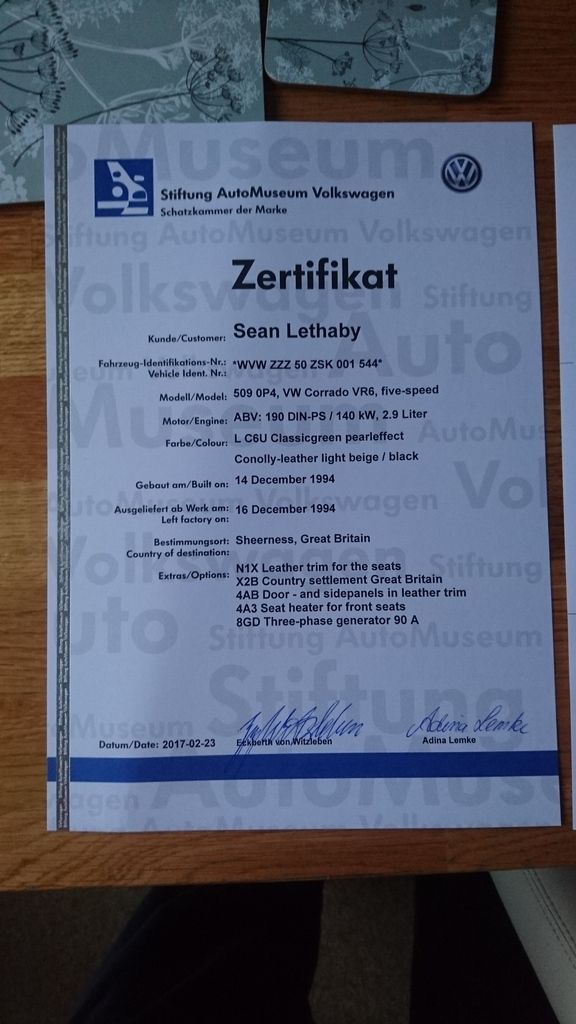 Stiftung AutoMuseum Volkswagen
Schatzkammer der Marke
Zertifikat
Kunde/Customer: Sean Lethaby
Fahrzeug-Identifikations-Nr.: *WVW ZZZ 50 ZSK 001 544*
Vehicle Ident. Nr.:
Modell/Model: 509 0P4, VW Corrado VR6, five-speed
Motor/Engine: ABV: 190 DIN-PS / 140 kW, 2.9 Liter
Farbe/Colour: L C6U Classicgreen pearleffect
Conolly-leather light beige / black
Gebaut am/Built on: 14 December 1994
Ausgeliefert ab Werk am: 16 December 1994
Left factory on:
Bestimmungsort: Sheerness, Great Britain
Country of destination:
Extras/Options: N1X Leather trim for the seats
X2B Country settlement Great Britain
4AB Door - and sidepanels in leather trim
4A3 Seat heater for front seats
8GD Three-phase generator 90 A
Adina Lemke
Datum/Date: 2017-02-23 Eckberth von Witzleben Adina Lemke